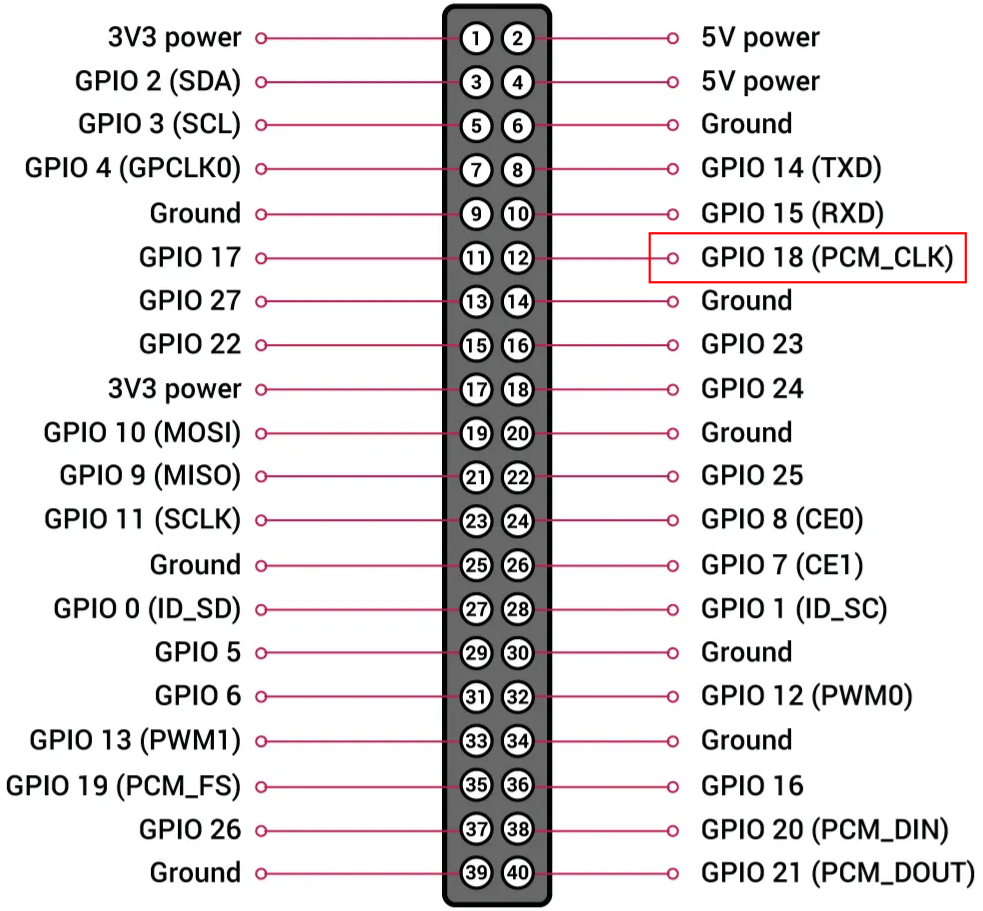 3V3 power 1 2 5V power
GPIO 2 (SDA) 3 4 5V power
GPIO 3 (SCL) 5 6 Ground
GPIO 4 (GPCLK0) 7 8 GPIO 14 (TXD)
Ground 9 10 GPIO 15 (RXD)
GPIO 17 11 12 GPIO 18 (PCM_CLK)
GPIO 27 13 14 Ground
GPIO 22 15 16 GPIO 23
3V3 power 17 18 GPIO 24
GPIO 10 (MOSI) 19 20 Ground
GPIO 9 (MISO) 21 22 GPIO 25
GPIO 11 (SCLK) 23 24 GPIO 8 (CE0)
Ground 25 26 GPIO 7 (CE1)
GPIO 0 (ID_SD) 27 28 GPIO 1 (ID_SC)
GPIO 5 29 30 Ground
GPIO 6 31 32 GPIO 12 (PWM0)
GPIO 13 (PWM1) 33 34 Ground
GPIO 19 (PCM_FS) 35 36 GPIO 16
GPIO 26 37 38 GPIO 20 (PCM_DIN)
Ground 39 40 GPIO 21 (PCM_DOUT)